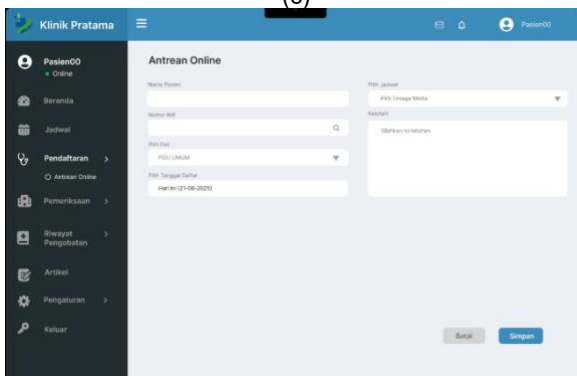 Klinik Pratama
Pasien00
Pasien00
Online
Beranda
Jadwal
Pendaftaran
Antrean Online
Pemeriksaan
Riwayat
Pengobatan
Artikel
Pengaturan
Keluar
Antrean Online
Nama Pasien
Nomor RM
Pilih Poli
POLI UMUM
Pilih Tanggal Daftar
Hari Ini (21-06-2025)
Pilih Jadwal
Pilih Tenaga Medis
Keluhan
Silahkan isi keluhan
Batal
Simpan